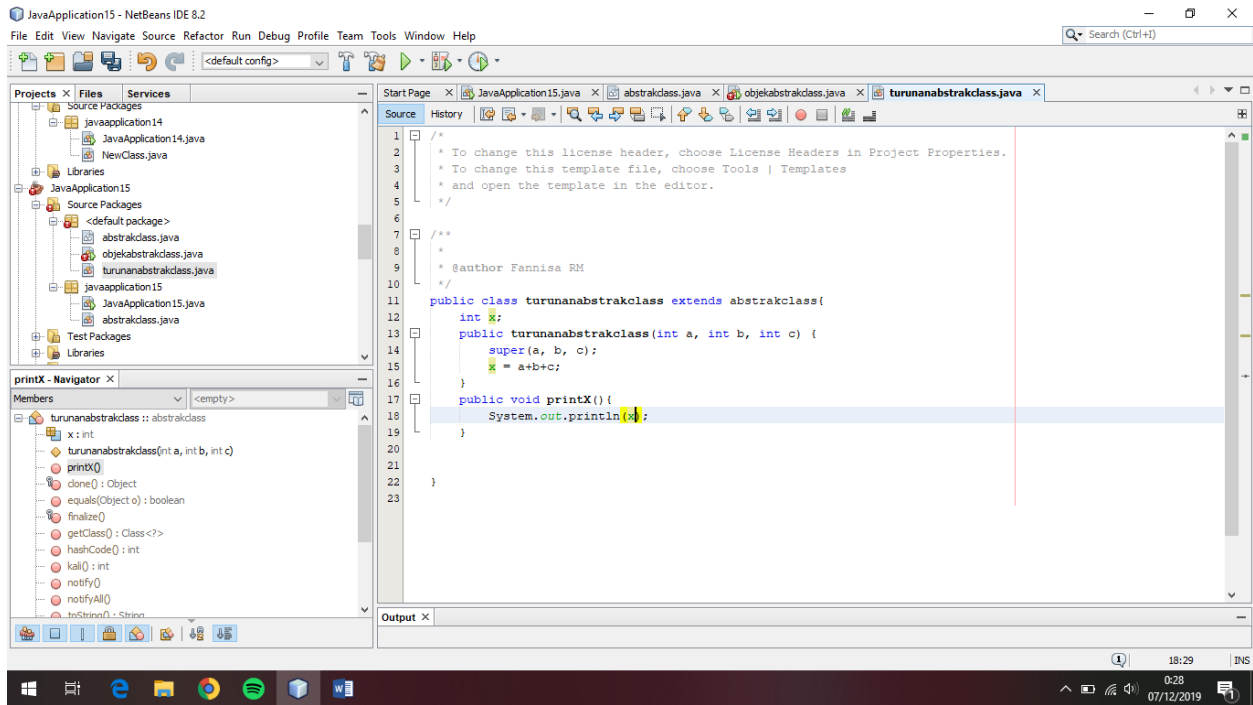 JavaApplication15 - NetBeans IDE 8.2
File Edit View Navigate Source Refactor Run Debug Profile Team Tools Window Help
Search (Ctrl+I)
<default config>
Projects Files Services
Source Packages
javaapplication14
JavaApplication14.java
NewClass.java
Libraries
JavaApplication15
Source Packages
<default package>
abstrakclass.java
objekabstrakclass.java
turunanabstrakclass.java
javaapplication15
JavaApplication15.java
abstrakclass.java
Test Packages
Libraries
printX - Navigator
Members <empty>
turunanabstrakclass :: abstrakclass
x : int
turunanabstrakclass(int a, int b, int c)
printX()
clone() : Object
equals(Object o) : boolean
finalize()
getClass() : Class<?>
hashCode() : int
kali() : int
notify()
notifyAll()
toString() : String
Start Page JavaApplication15.java abstrakclass.java objekabstrakclass.java turunanabstrakclass.java
Source History
1 /*
2 * To change this license header, choose License Headers in Project Properties.
3 * To change this template file, choose Tools | Templates
4 * and open the template in the editor.
5 */
6
7 /**
8 *
9 * @author Fannisa RM
10 */
11 public class turunanabstrakclass extends abstrakclass{
12 int x;
13 public turunanabstrakclass(int a, int b, int c) {
14 super(a, b, c);
15 x = a+b+c;
16 }
17 public void printX(){
18 System.out.println(x);
19 }
20
21
22 }
23
Output
1 18:29 INS
0:28
07/12/2019